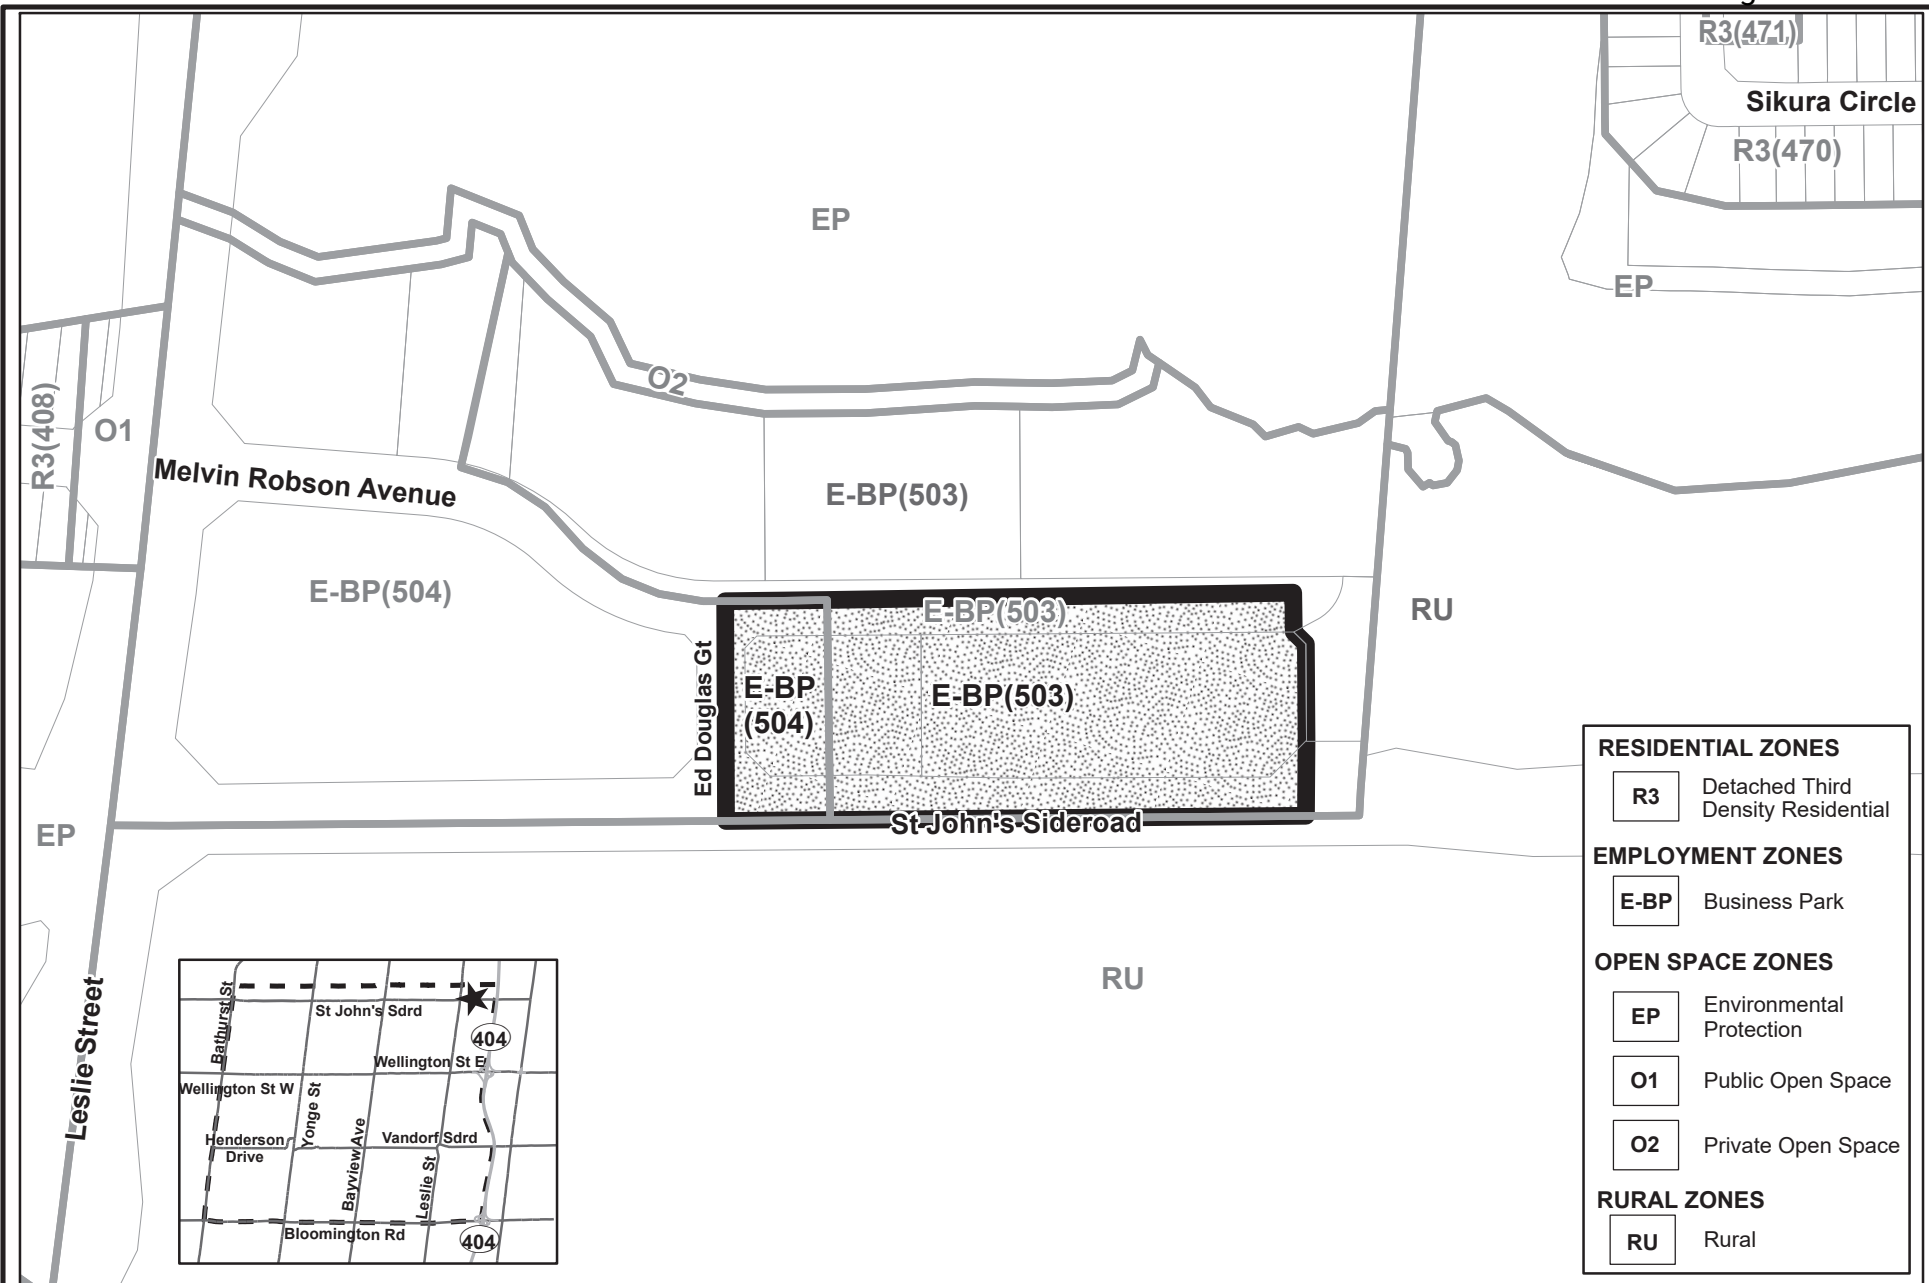 R3(471)
Sikura Circle
R3(470)
EP
EP
O2
R3(408)
O1
Melvin Robson Avenue
E-BP(503)
E-BP(504)
E-BP(503)
RU
Ed Douglas Gt
E-BP
(504)
E-BP(503)
St John's Sideroad
EP
RU
Leslie Street
RESIDENTIAL ZONES
R3
Detached Third
Density Residential
EMPLOYMENT ZONES
E-BP
Business Park
OPEN SPACE ZONES
EP
Environmental
Protection
O1
Public Open Space
O2
Private Open Space
RURAL ZONES
RU
Rural
Bathurst St
St John's Sdrd
404
Wellington St E
Wellington St W
Yonge St
Henderson
Drive
Bayview Ave
Vandorf Sdrd
Leslie St
Bloomington Rd
404